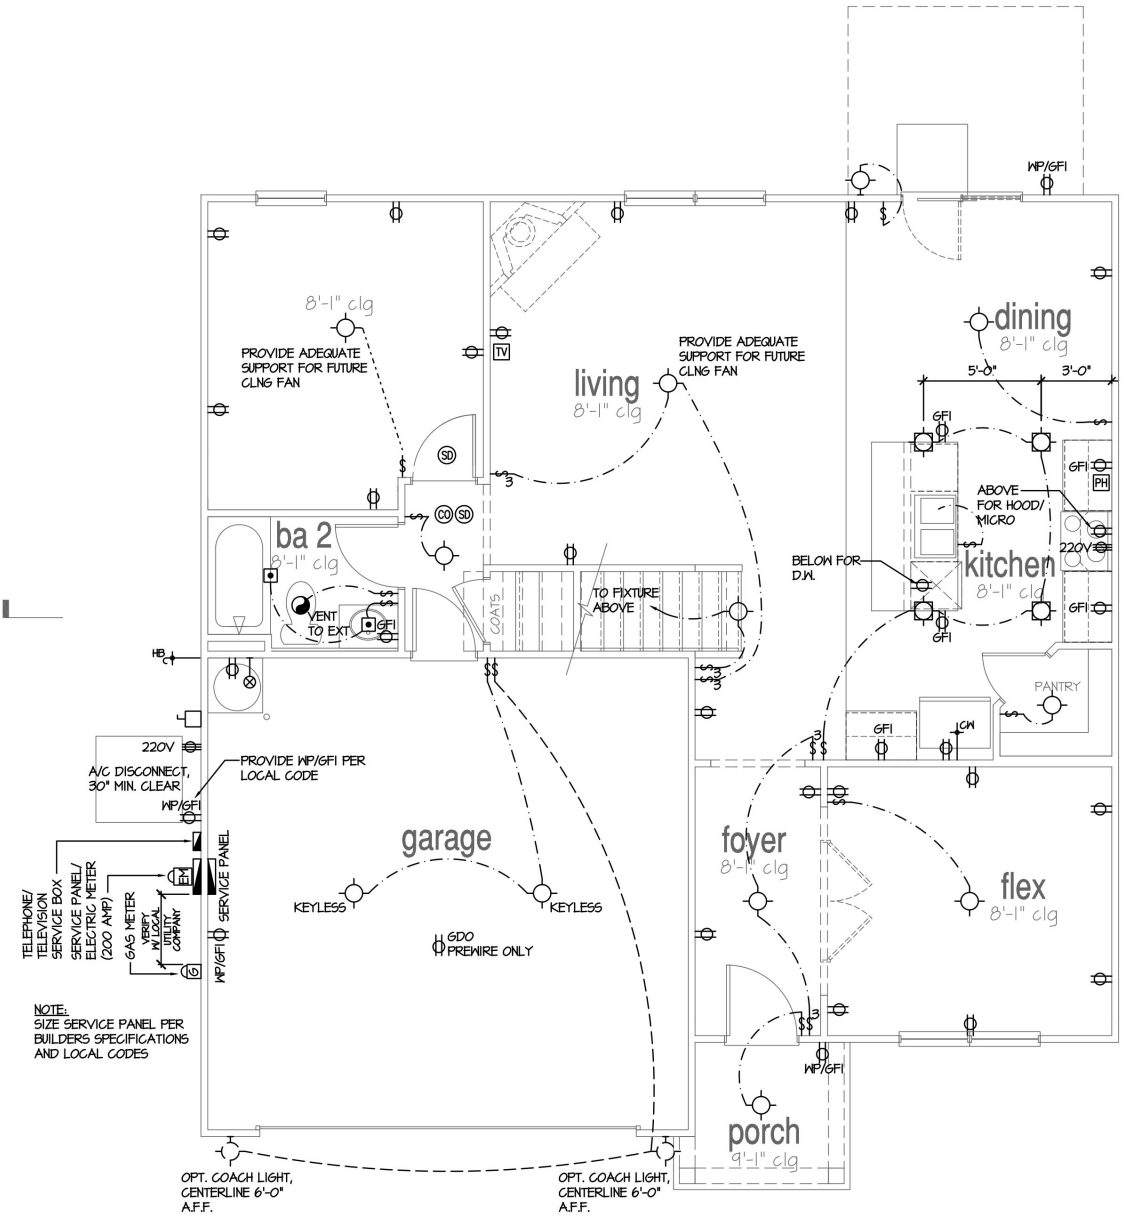 WP/GFI
8'-1" clg
PROVIDE ADEQUATE
SUPPORT FOR FUTURE
CLNG FAN
TV
living
8'-1" clg
PROVIDE ADEQUATE
SUPPORT FOR FUTURE
CLNG FAN
dining
8'-1" clg
5'-0"
3'-0"
GFI
S
S
3
S
SD
GFI
PH
ABOVE
FOR HOOD/
MICRO
CO
SD
S
S
220V
ba 2
8'-1" clg
kitchen
8'-1" clg
BELOW FOR
D.W.
TO FIXTURE
ABOVE
COATS
VENT
TO EXT
S
S
GFI
GFI
GFI
HB
C
S
S
S
3
S
3
PANTRY
S
220V
A/C DISCONNECT,
30" MIN. CLEAR
PROVIDE WP/GFI PER
LOCAL CODE
WP/GFI
GFI
CW
3
S
S
S
garage
foyer
8'-1" clg
flex
8'-1" clg
KEYLESS
KEYLESS
GDO
PREWIRE ONLY
TELEPHONE/
TELEVISION
SERVICE BOX
SERVICE PANEL/
ELECTRIC METER
(200 AMP)
GAS METER
VERIFY
W/ LOCAL
UTILITY
COMPANY
EM
G
SERVICE PANEL
WP/GFI
NOTE:
SIZE SERVICE PANEL PER
BUILDERS SPECIFICATIONS
AND LOCAL CODES
3
S
S
WP/GFI
porch
9'-1" clg
OPT. COACH LIGHT,
CENTERLINE 6'-0"
A.F.F.
OPT. COACH LIGHT,
CENTERLINE 6'-0"
A.F.F.